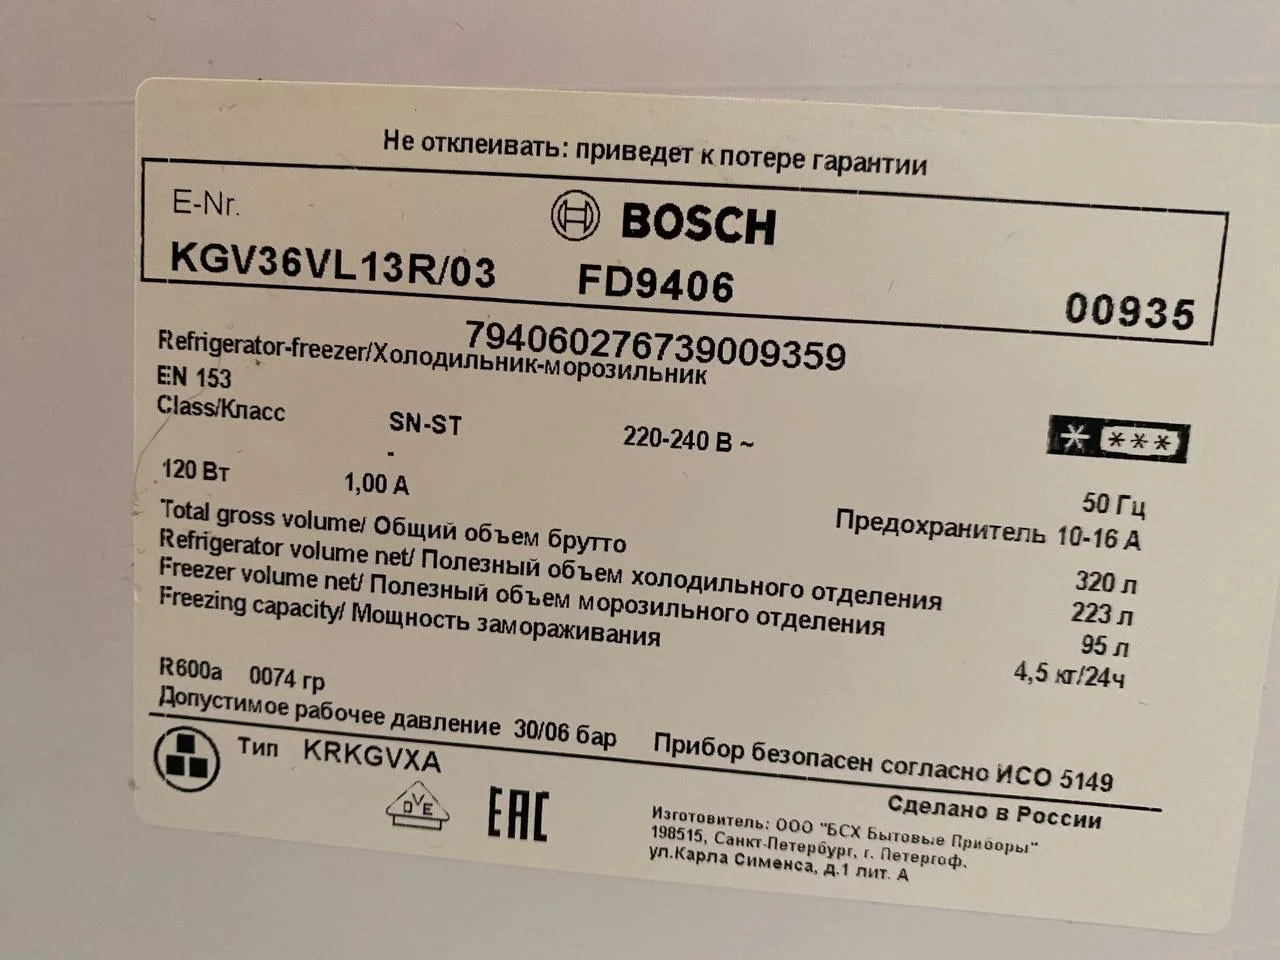 Не отклеивать: приведет к потере гарантии
E-Nr. BOSCH
KGV36VL13R/03 FD9406 00935
794060276739009359
Refrigerator-freezer/Холодильник-морозильник
EN 153
Class/Класс SN-ST 220-240 В ~ * ***
-
120 Вт 1,00 А 50 Гц
Предохранитель 10-16 А
Total gross volume/ Общий объем брутто 320 л
Refrigerator volume net/ Полезный объем холодильного отделения 223 л
Freezer volume net/ Полезный объем морозильного отделения 95 л
Freezing capacity/ Мощность замораживания 4,5 кг/24ч
R600a 0074 гр
Допустимое рабочее давление 30/06 бар Прибор безопасен согласно ИСО 5149
Тип KRKGVXA Сделано в России
DVE EAC
Изготовитель: ООО "БСХ Бытовые Приборы"
198515, Санкт-Петербург, г. Петергоф,
ул.Карла Сименса, д.1 лит. А